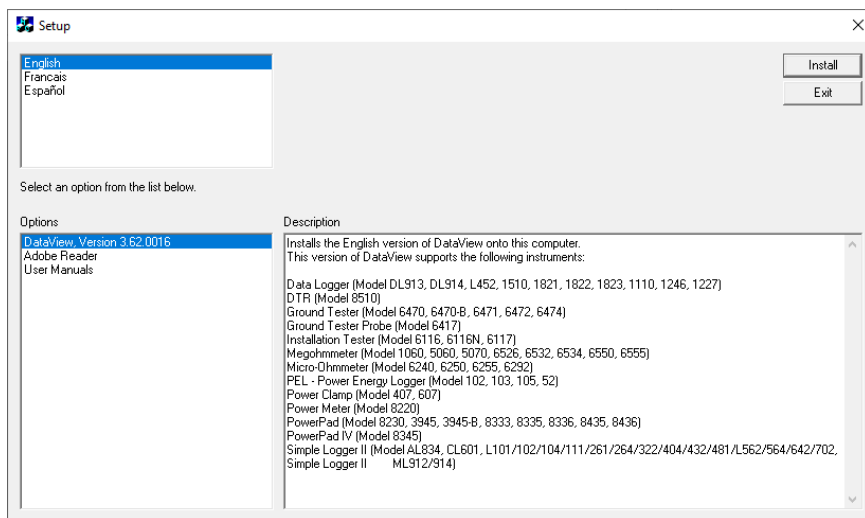 Setup
English
Francais
Español
Install
Exit
Select an option from the list below.
Options
DataView, Version 3.62.0016
Adobe Reader
User Manuals
Description
Installs the English version of DataView onto this computer.
This version of DataView supports the following instruments:
Data Logger (Model DL913, DL914, L452, 1510, 1821, 1822, 1823, 1110, 1246, 1227)
DTR (Model 8510)
Ground Tester (Model 6470, 6470-B, 6471, 6472, 6474)
Ground Tester Probe (Model 6417)
Installation Tester (Model 6116, 6116N, 6117)
Megohmmeter (Model 1060, 5060, 5070, 6526, 6532, 6534, 6550, 6555)
Micro-Ohmmeter (Model 6240, 6250, 6255, 6292)
PEL - Power Energy Logger (Model 102, 103, 105, 52)
Power Clamp (Model 407, 607)
Power Meter (Model 8220)
PowerPad (Model 8230, 3945, 3945-B, 8333, 8335, 8336, 8435, 8436)
PowerPad IV (Model 8345)
Simple Logger II (Model AL834, CL601, L101/102/104/111/261/264/322/404/432/481/L562/564/642/702,
Simple Logger II ML912/914)